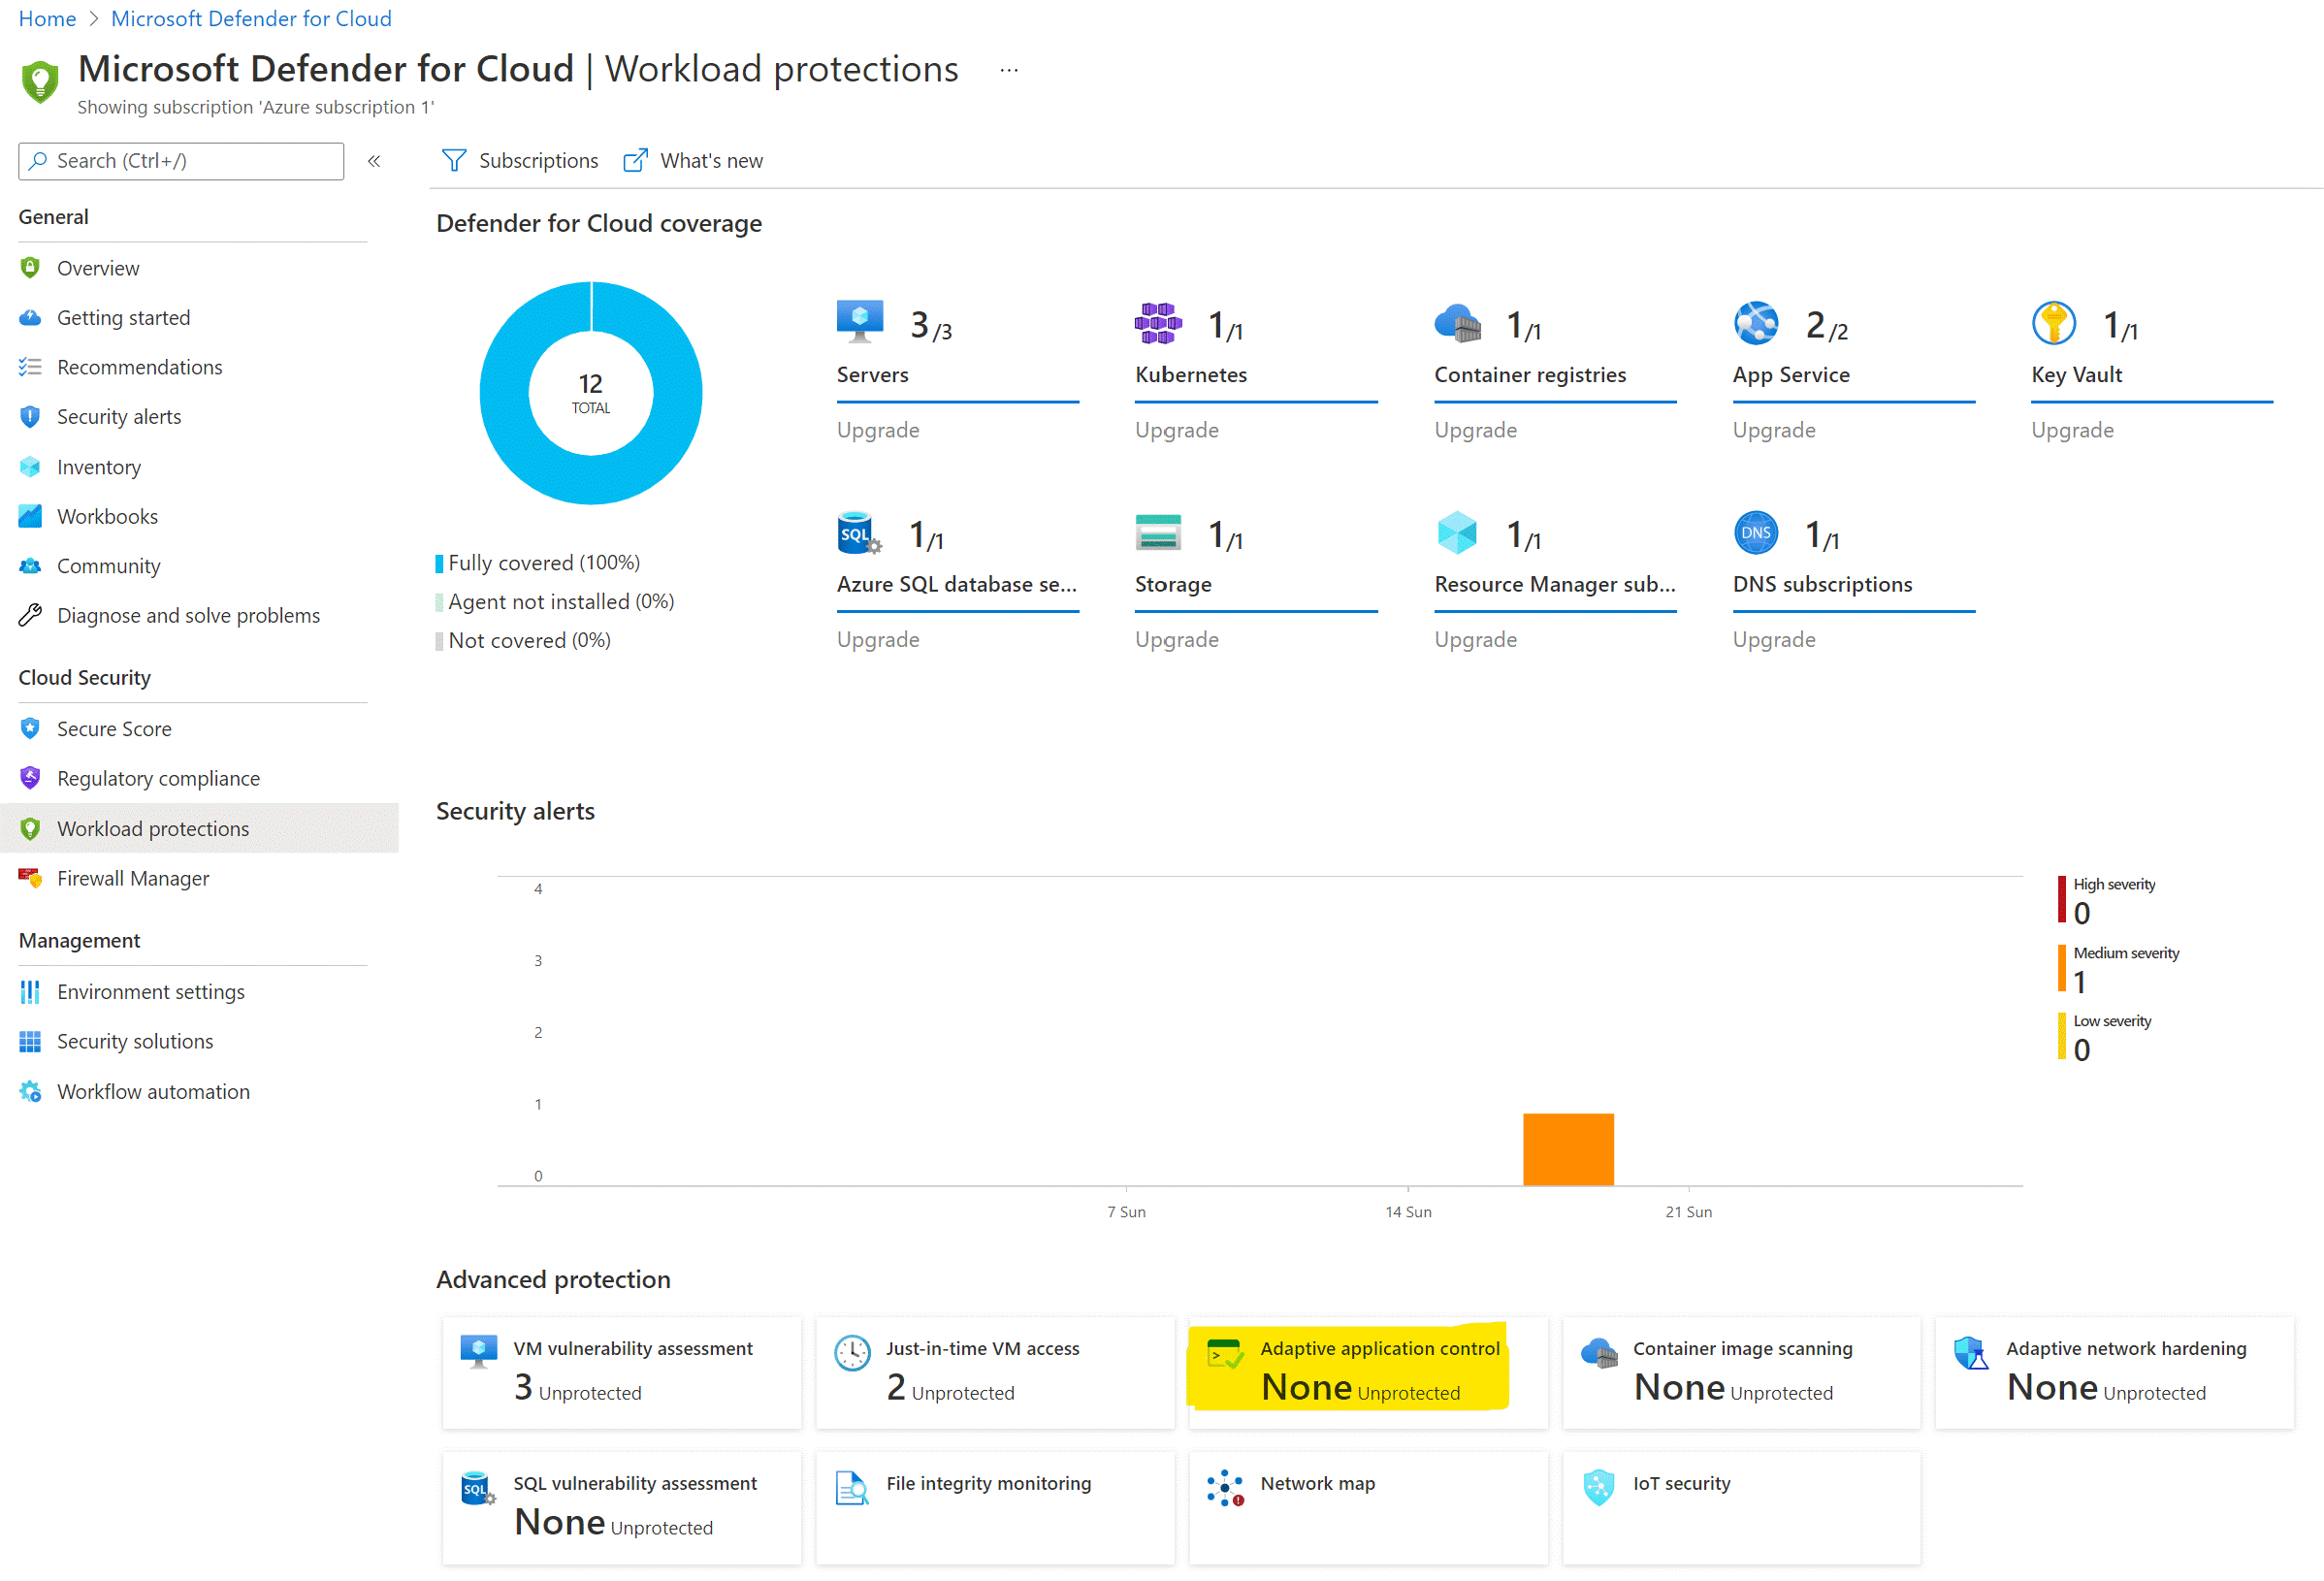 Home > Microsoft Defender for Cloud
Microsoft Defender for Cloud | Workload protections ...
Showing subscription 'Azure subscription 1'
Search (Ctrl+/)
«
General
Overview
Getting started
Recommendations
Security alerts
Inventory
Workbooks
Community
Diagnose and solve problems
Cloud Security
Secure Score
Regulatory compliance
Workload protections
Firewall Manager
Management
Environment settings
Security solutions
Workflow automation
Subscriptions
What's new
Defender for Cloud coverage
12
TOTAL
Fully covered (100%)
Agent not installed (0%)
Not covered (0%)
3/3
Servers
Upgrade
1/1
Kubernetes
Upgrade
1/1
Container registries
Upgrade
2/2
App Service
Upgrade
1/1
Key Vault
Upgrade
SQL
1/1
Azure SQL database se...
Upgrade
1/1
Storage
Upgrade
1/1
Resource Manager sub...
Upgrade
DNS
1/1
DNS subscriptions
Upgrade
Security alerts
4
3
2
1
0
7 Sun
14 Sun
21 Sun
High severity
0
Medium severity
1
Low severity
0
Advanced protection
VM vulnerability assessment
3 Unprotected
Just-in-time VM access
2 Unprotected
Adaptive application control
None Unprotected
Container image scanning
None Unprotected
Adaptive network hardening
None Unprotected
SQL
SQL vulnerability assessment
None Unprotected
File integrity monitoring
Network map
IoT security